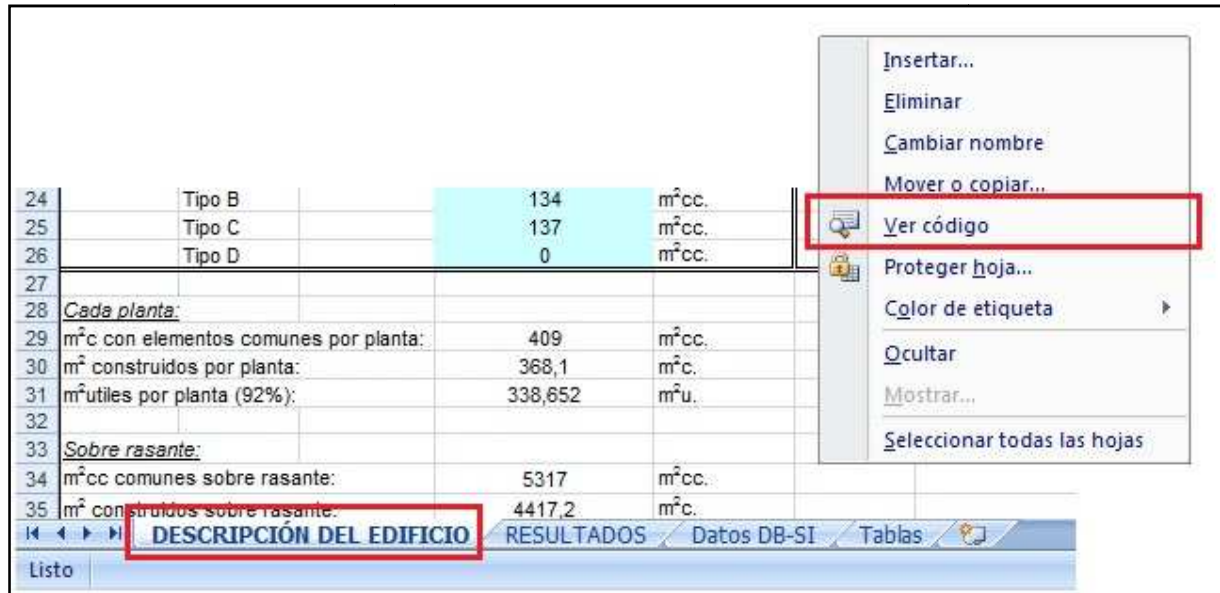 Insertar...
Eliminar
Cambiar nombre
Mover o copiar...
Ver código
Proteger hoja...
Color de etiqueta
Ocultar
Mostrar...
Seleccionar todas las hojas
24 Tipo B 134 m²cc.
25 Tipo C 137 m²cc.
26 Tipo D 0 m²cc.
27
28 Cada planta:
29 m²c con elementos comunes por planta: 409 m²cc.
30 m² construidos por planta: 368,1 m²c.
31 m²utiles por planta (92%): 338,652 m²u.
32
33 Sobre rasante:
34 m²cc comunes sobre rasante: 5317 m²cc.
35 m² construidos sobre rasante: 4417,2 m²c.
DESCRIPCIÓN DEL EDIFICIO RESULTADOS Datos DB-SI Tablas
Listo